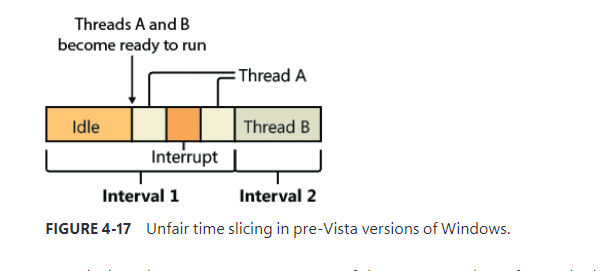 Threads A and B
become ready to run
Thread A
Idle
Thread B
Interrupt
Interval 1
Interval 2
FIGURE 4-17 Unfair time slicing in pre-Vista versions of Windows.